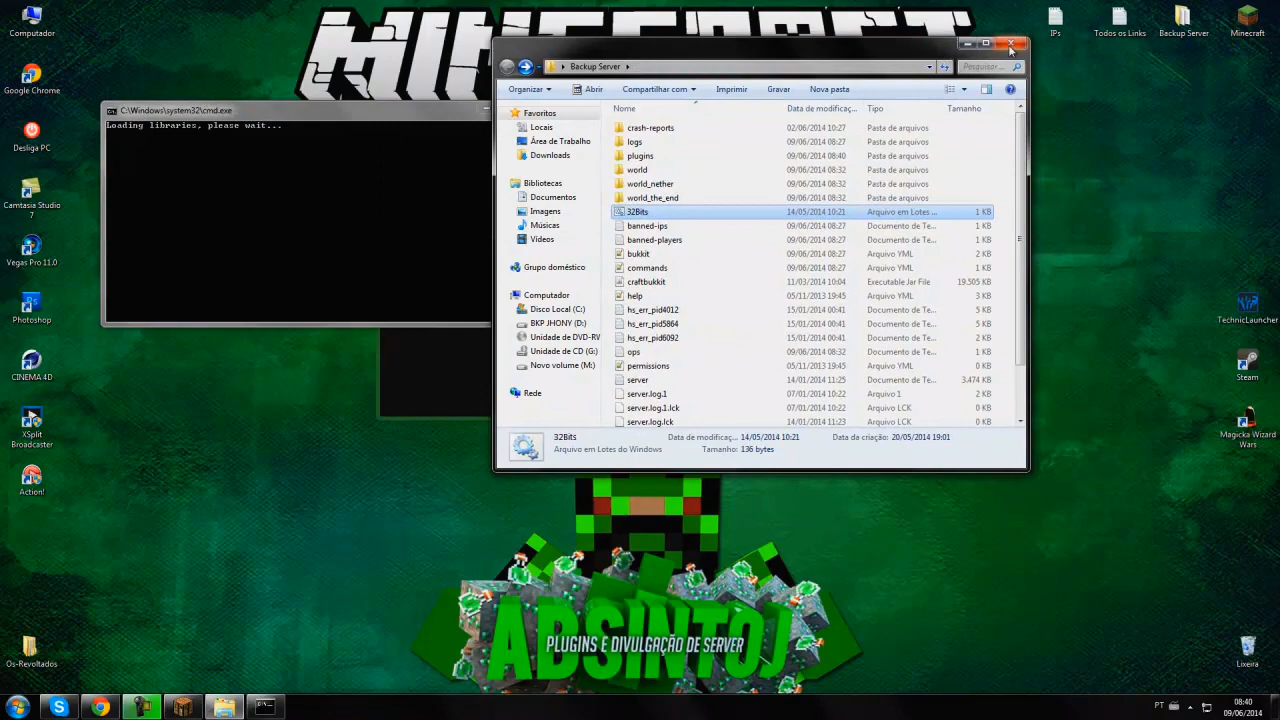 MINECRAFT
Computador
Google Chrome
Desliga PC
Camtasia Studio
7
Vegas Pro 11.0
Photoshop
CINEMA 4D
XSplit
Broadcaster
Action!
Os-Revoltados
IPs
Todos os Links
Backup Server
Minecraft
TechnicLauncher
Steam
Magicka Wizard
Wars
Lixeira
C:\Windows\system32\cmd.exe
Loading libraries, please wait...
Backup Server
Pesquisar ...
Organizar
Abrir
Compartilhar com
Imprimir
Gravar
Nova pasta
Favoritos
Locais
Área de Trabalho
Downloads
Bibliotecas
Documentos
Imagens
Músicas
Vídeos
Grupo doméstico
Computador
Disco Local (C:)
BKP JHONY (D:)
Unidade de DVD-RW
Unidade de CD (G:)
Novo volume (M:)
Rede
Nome Data de modificaç... Tipo Tamanho
crash-reports 02/06/2014 10:27 Pasta de arquivos
logs 09/06/2014 08:27 Pasta de arquivos
plugins 09/06/2014 08:40 Pasta de arquivos
world 09/06/2014 08:32 Pasta de arquivos
world_nether 09/06/2014 08:32 Pasta de arquivos
world_the_end 09/06/2014 08:32 Pasta de arquivos
32Bits 14/05/2014 10:21 Arquivo em Lotes ... 1 KB
banned-ips 09/06/2014 08:27 Documento de Te... 1 KB
banned-players 09/06/2014 08:27 Documento de Te... 1 KB
bukkit 09/06/2014 08:27 Arquivo YML 2 KB
commands 09/06/2014 08:27 Arquivo YML 1 KB
craftbukkit 11/03/2014 10:04 Executable Jar File 19.505 KB
help 05/11/2013 19:45 Arquivo YML 3 KB
hs_err_pid4012 15/01/2014 00:41 Documento de Te... 5 KB
hs_err_pid5864 15/01/2014 00:41 Documento de Te... 5 KB
hs_err_pid6092 15/01/2014 00:41 Documento de Te... 5 KB
ops 09/06/2014 08:32 Documento de Te... 1 KB
permissions 05/11/2013 19:45 Arquivo YML 0 KB
server 14/01/2014 11:25 Documento de Te... 3.474 KB
server.log.1 07/01/2014 10:22 Arquivo 1 2 KB
server.log.1.lck 07/01/2014 10:22 Arquivo LCK 0 KB
server.log.lck 14/01/2014 11:23 Arquivo LCK 0 KB
32Bits Data de modificaç... 14/05/2014 10:21 Data da criação: 20/05/2014 19:01
Arquivo em Lotes do Windows Tamanho: 136 bytes
ABSINTOJ
PLUGINS E DIVULGAÇÃO DE SERVER
PT
08:40
09/06/2014